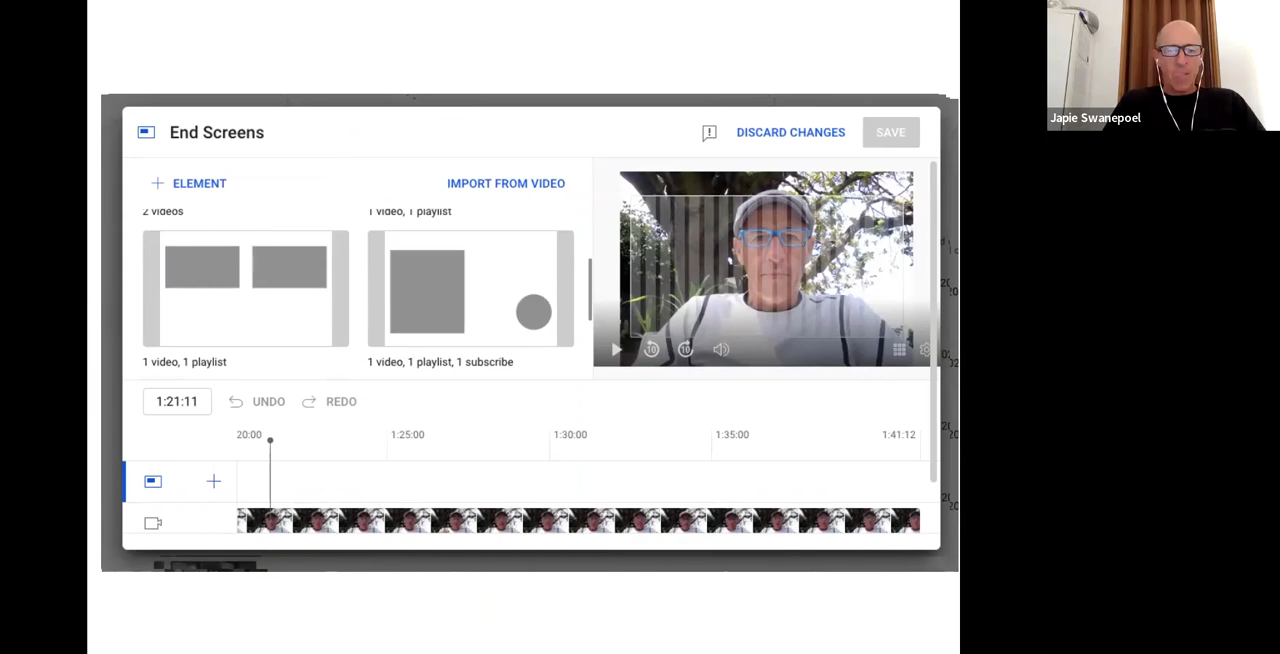 End Screens
DISCARD CHANGES
SAVE
ELEMENT
IMPORT FROM VIDEO
2 videos
1 video, 1 playlist
1 video, 1 playlist
1 video, 1 playlist, 1 subscribe
10
10
1:21:11
UNDO
REDO
20:00
1:25:00
1:30:00
1:35:00
1:41:12
Japie Swanepoel